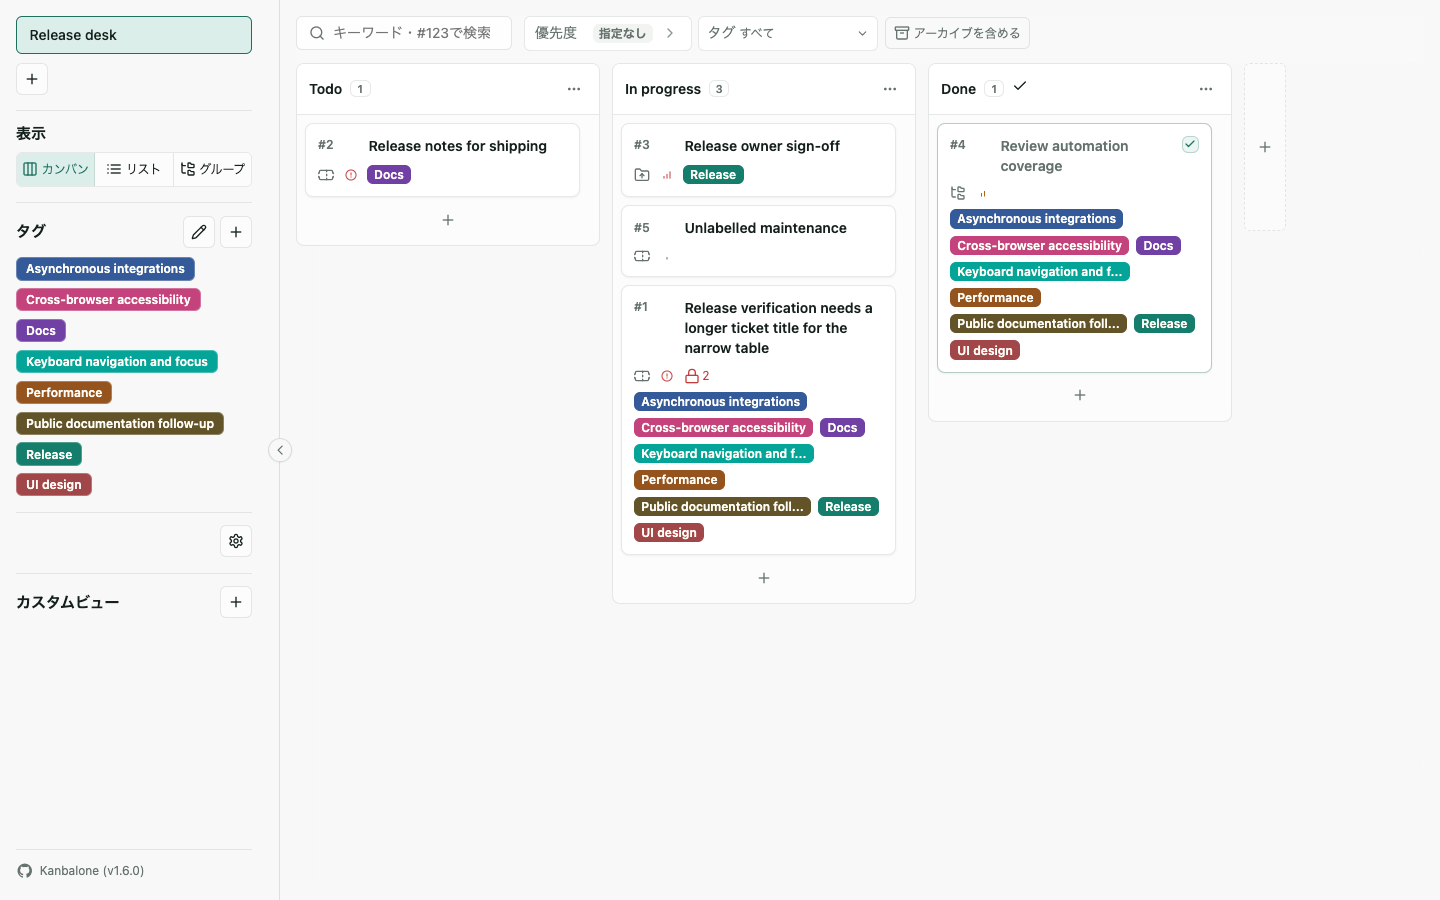 Release desk
表示
カンバン
リスト
グループ
タグ
Asynchronous integrations
Cross-browser accessibility
Docs
Keyboard navigation and focus
Performance
Public documentation follow-up
Release
UI design
カスタムビュー
Kanbalone (v1.6.0)
キーワード・#123で検索
優先度 指定なし
タグ すべて
アーカイブを含める
Todo 1
#2 Release notes for shipping
Docs
In progress 3
#3 Release owner sign-off
Release
#5 Unlabelled maintenance
#1 Release verification needs a
longer ticket title for the
narrow table
2
Asynchronous integrations
Cross-browser accessibility Docs
Keyboard navigation and f...
Performance
Public documentation foll... Release
UI design
Done 1
#4 Review automation
coverage
Asynchronous integrations
Cross-browser accessibility Docs
Keyboard navigation and f...
Performance
Public documentation foll... Release
UI design